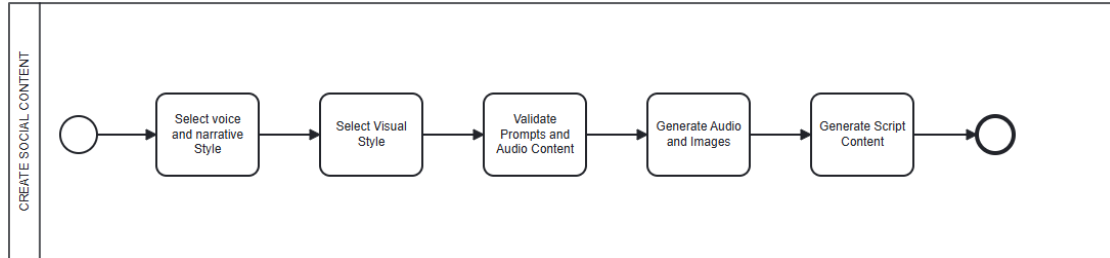 CREATE SOCIAL CONTENT
Select voice
and narrative
Style
Select Visual
Style
Validate
Prompts and
Audio Content
Generate Audio
and Images
Generate Script
Content